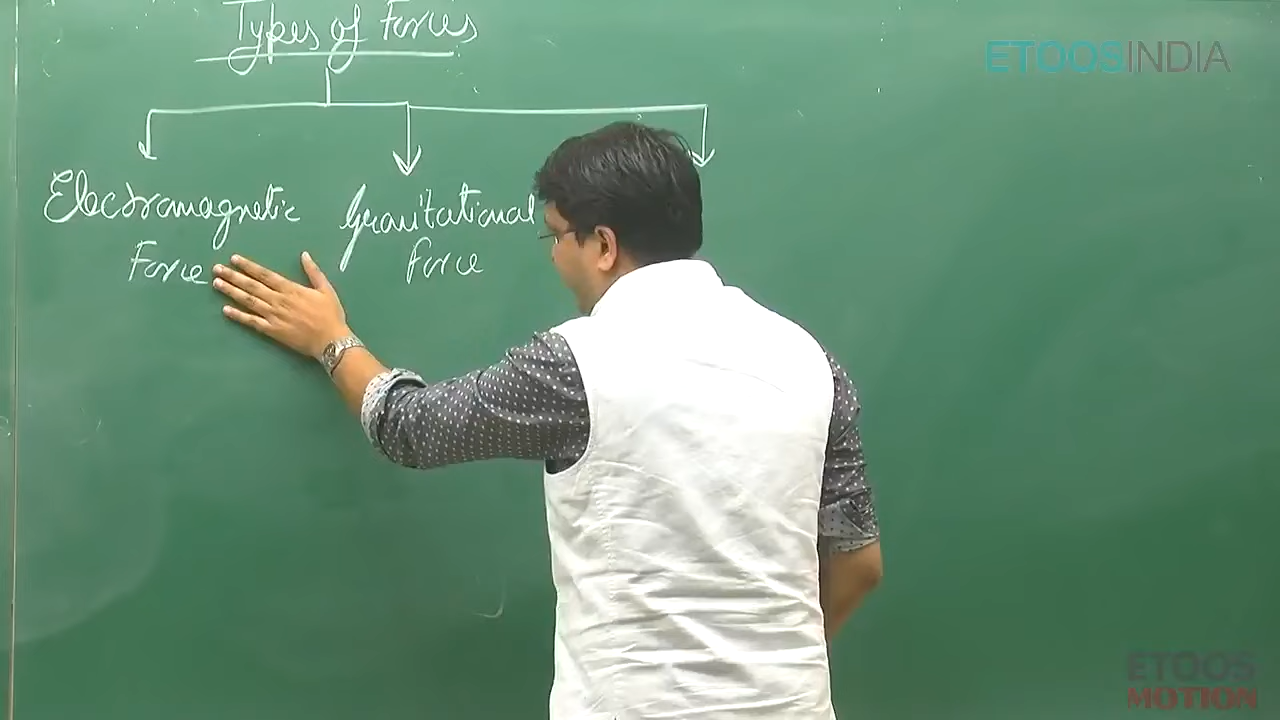 Types of Forces
ETOOSINDIA
Electromagnetic
Force
Gravitational
force
ETOOS
MOTION